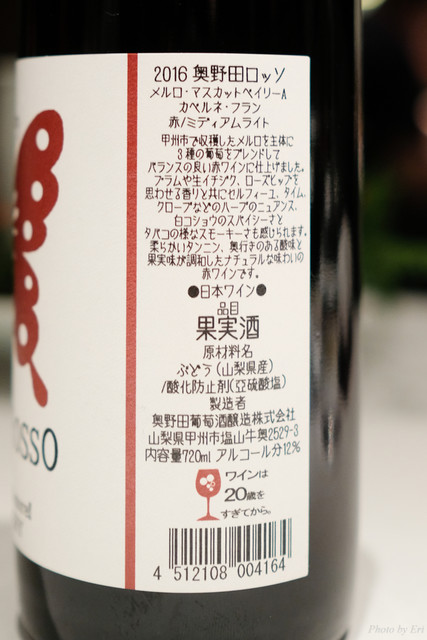 2016 奥野田ロッソ
メルロ・マスカットベイリーA
カベルネ・フラン
赤/ミディアムライト
甲州市で収穫したメルロを主体に
3種の葡萄をブレンドして
バランスの良い赤ワインに仕上げました。
プラムや生イチジク、ローズヒップを
思わせる香りと共にセルフィーユ、タイム、
クローブなどのハーブのニュアンス、
白コショウのスパイシーさと
タバコの様なスモーキーさも感じられます。
柔らかいタンニン、奥行きのある酸味と
果実味が調和したナチュラルな味わいの
赤ワインです。
●日本ワイン●
品目
果実酒
原材料名
ぶどう(山梨県産)
/酸化防止剤(亞硫酸塩)
製造者
奥野田葡萄酒醸造株式会社
山梨県甲州市塩山牛奥2529-3
内容量720ml アルコール分12%
ワインは
20歳を
すぎてから。
4 512108 004164
OSSO
Photo by Eri